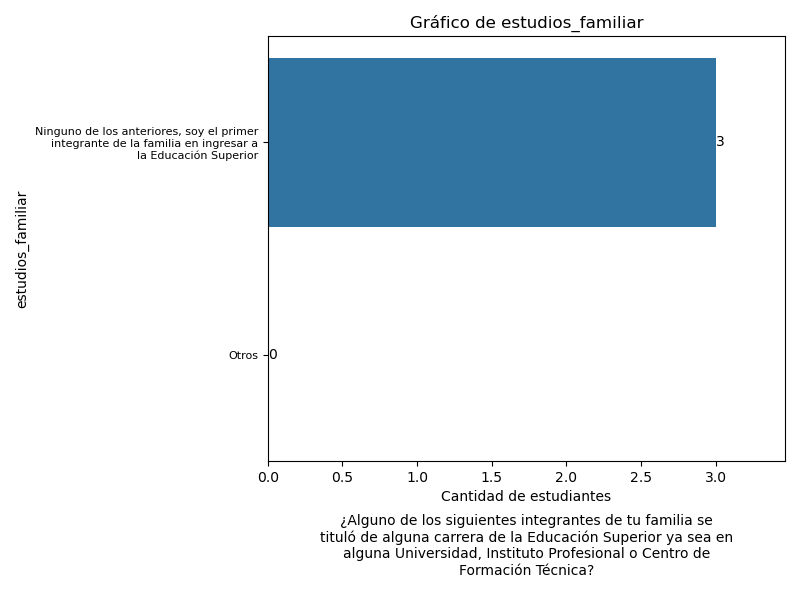 Gráfico de estudios_familiar
Ninguno de los anteriores, soy el primer
integrante de la familia en ingresar a
la Educación Superior
3
estudios_familiar
Otros
0
0.0 0.5 1.0 1.5 2.0 2.5 3.0
Cantidad de estudiantes
¿Alguno de los siguientes integrantes de tu familia se
tituló de alguna carrera de la Educación Superior ya sea en
alguna Universidad, Instituto Profesional o Centro de
Formación Técnica?